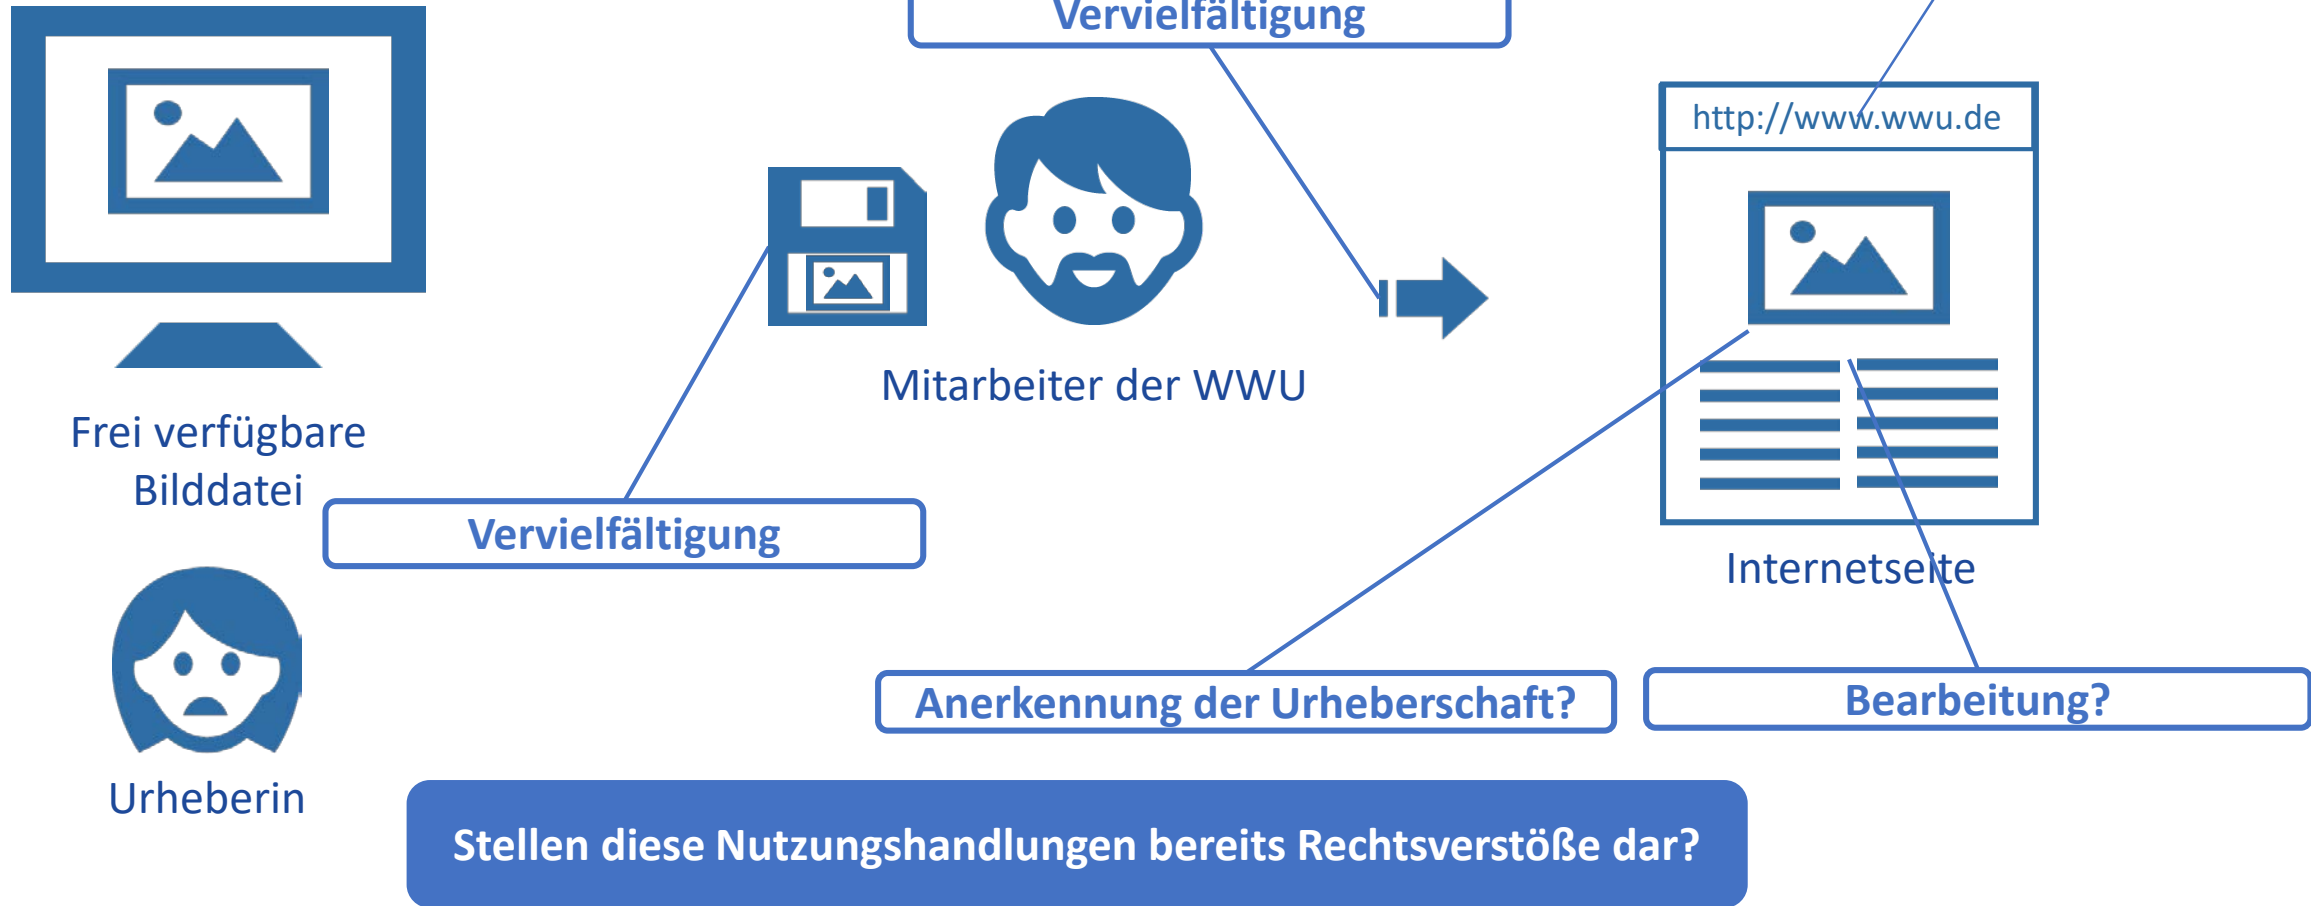 Vervielfältigung
http://www.wwu.de
Mitarbeiter der WWU
Frei verfügbare
Bilddatei
Vervielfältigung
Internetseite
Anerkennung der Urheberschaft?
Bearbeitung?
Urheberin
Stellen diese Nutzungshandlungen bereits Rechtsverstöße dar?